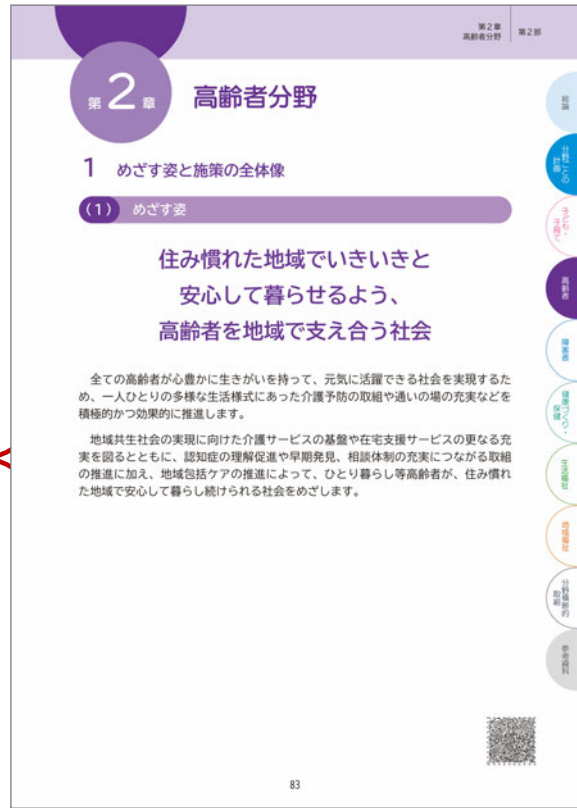 第2章
高齢者分野
第2部
第2章
高齢者分野
1 めざす姿と施策の全体像
(1) めざす姿
住み慣れた地域でいきいきと
安心して暮らせるよう、
高齢者を地域で支え合う社会
全ての高齢者が心豊かに生きがいを持って、元気に活躍できる社会を実現するた
め、一人ひとりの多様な生活様式にあった介護予防の取組や通いの場の充実などを
積極的かつ効果的に推進します。
地域共生社会の実現に向けた介護サービスの基盤や在宅支援サービスの更なる充
実を図るとともに、認知症の理解促進や早期発見、相談体制の充実につながる取組
の推進に加え、地域包括ケアの推進によって、ひとり暮らし等高齢者が、住み慣れ
た地域で安心して暮らし続けられる社会をめざします。
総論
分野ごとの
計画
子ども・
子育て
高齢者
障害者
健康づくり・
保健
生活福祉
地域福祉
分野横断的
取組
参考資料
83